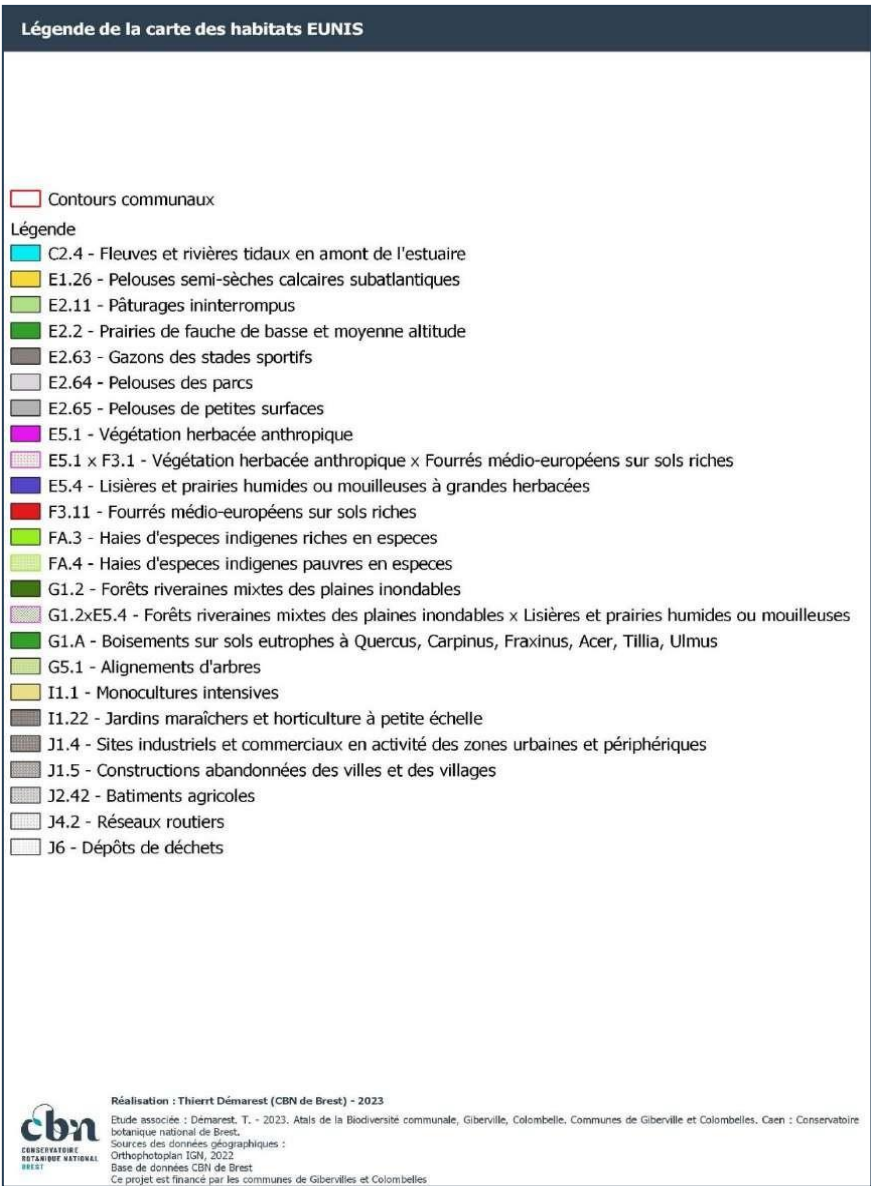 Légende de la carte des habitats EUNIS
Contours communaux
Légende
C2.4 - Fleuves et rivières tidaux en amont de l'estuaire
E1.26 - Pelouses semi-sèches calcaires subatlantiques
E2.11 - Pâturages ininterrompus
E2.2 - Prairies de fauche de basse et moyenne altitude
E2.63 - Gazons des stades sportifs
E2.64 - Pelouses des parcs
E2.65 - Pelouses de petites surfaces
E5.1 - Végétation herbacée anthropique
E5.1 x F3.1 - Végétation herbacée anthropique x Fourrés médio-européens sur sols riches
E5.4 - Lisières et prairies humides ou mouilleuses à grandes herbacées
F3.11 - Fourrés médio-européens sur sols riches
FA.3 - Haies d'especes indigenes riches en especes
FA.4 - Haies d'especes indigenes pauvres en especes
G1.2 - Forêts riveraines mixtes des plaines inondables
G1.2xE5.4 - Forêts riveraines mixtes des plaines inondables x Lisières et prairies humides ou mouilleuses
G1.A - Boisements sur sols eutrophes à Quercus, Carpinus, Fraxinus, Acer, Tillia, Ulmus
G5.1 - Alignements d'arbres
I1.1 - Monocultures intensives
I1.22 - Jardins maraîchers et horticulture à petite échelle
J1.4 - Sites industriels et commerciaux en activité des zones urbaines et périphériques
J1.5 - Constructions abandonnées des villes et des villages
J2.42 - Batiments agricoles
J4.2 - Réseaux routiers
J6 - Dépôts de déchets
cbn
CONSERVATOIRE
BOTANIQUE NATIONAL
BREST
Réalisation : Thierrt Démarest (CBN de Brest) - 2023
Etude associée : Démarest. T. - 2023. Atals de la Biodiversité communale, Giberville, Colombelle. Communes de Giberville et Colombelles. Caen : Conservatoire
botanique national de Brest.
Sources des données géographiques :
Orthophotoplan IGN, 2022
Base de données CBN de Brest
Ce projet est financé par les communes de Gibervilles et Colombelles